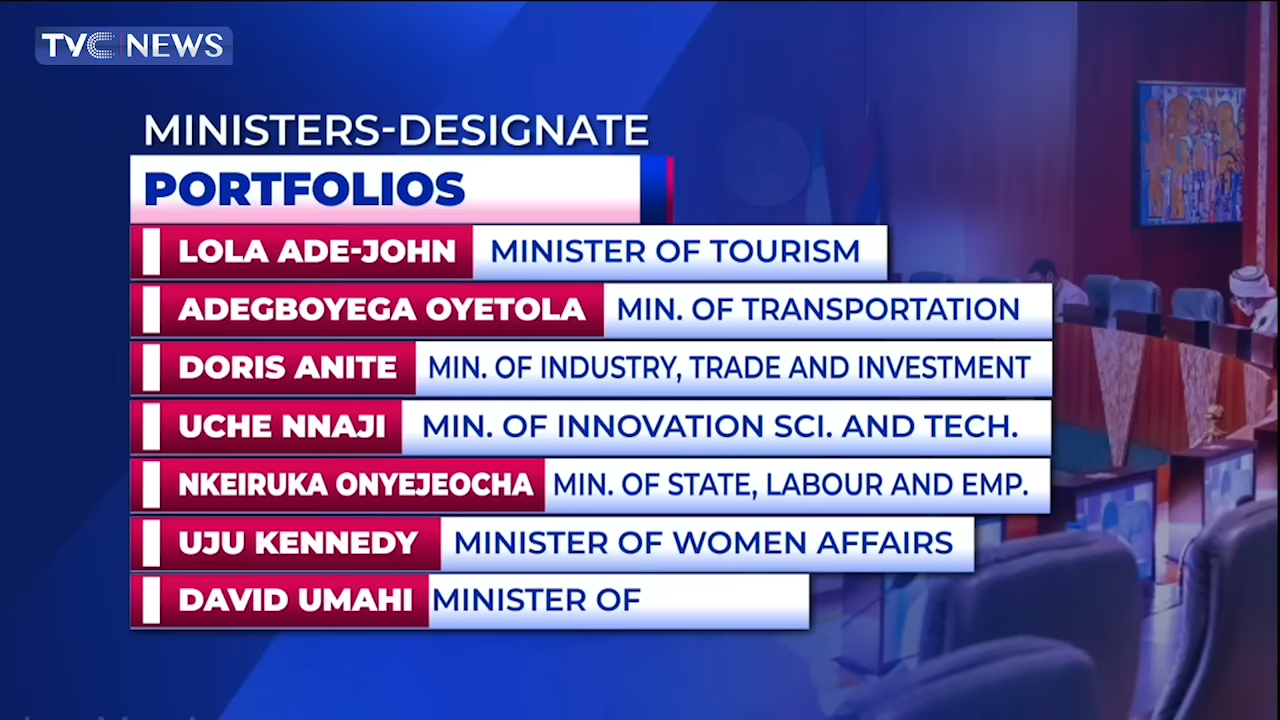 TVC NEWS
MINISTERS-DESIGNATE
PORTFOLIOS
LOLA ADE-JOHN MINISTER OF TOURISM
ADEGBOYEGA OYETOLA MIN. OF TRANSPORTATION
DORIS ANITE MIN. OF INDUSTRY, TRADE AND INVESTMENT
UCHE NNAJI MIN. OF INNOVATION SCI. AND TECH.
NKEIRUKA ONYEJEOCHA MIN. OF STATE, LABOUR AND EMP.
UJU KENNEDY MINISTER OF WOMEN AFFAIRS
DAVID UMAHI MINISTER OF